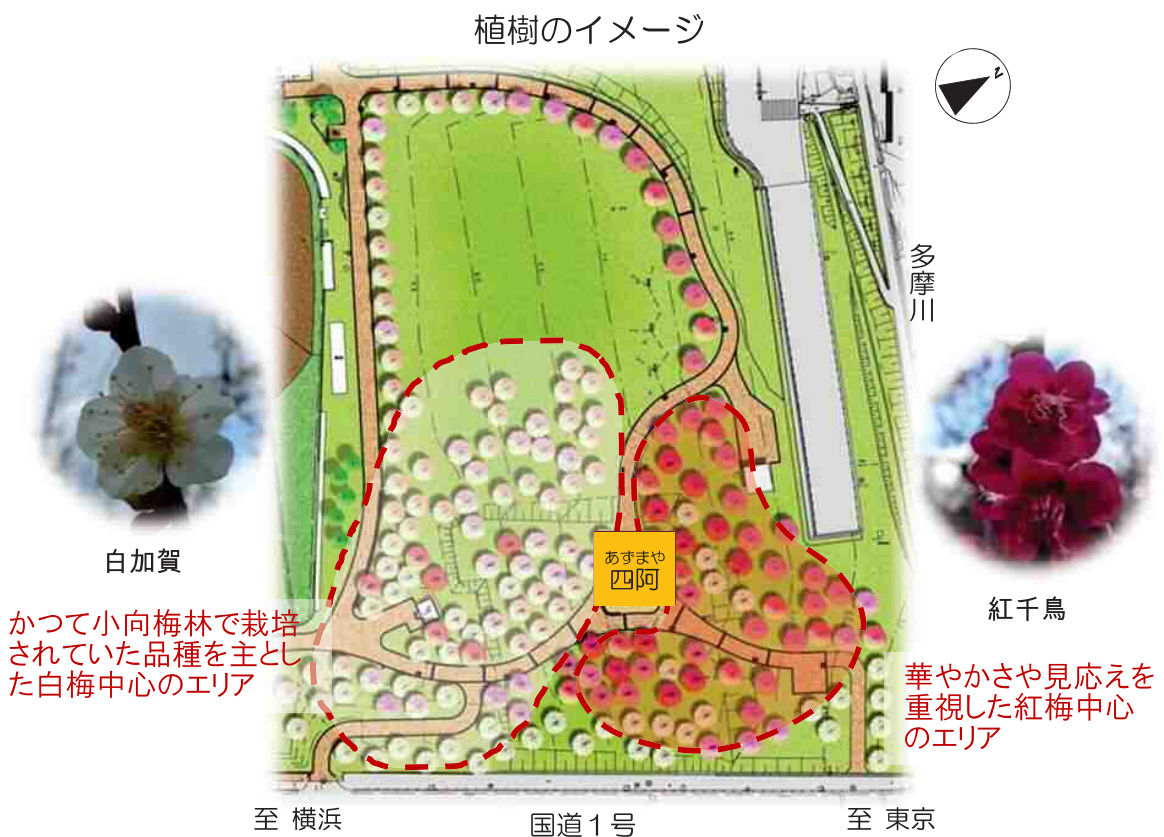 植樹のイメージ
N
多摩川
白加賀
あずまや
四阿
紅千鳥
かつて小向梅林で栽培
されていた品種を主とし
た白梅中心のエリア
華やかさや見応えを
重視した紅梅中心
のエリア
至 横浜
国道1号
至 東京